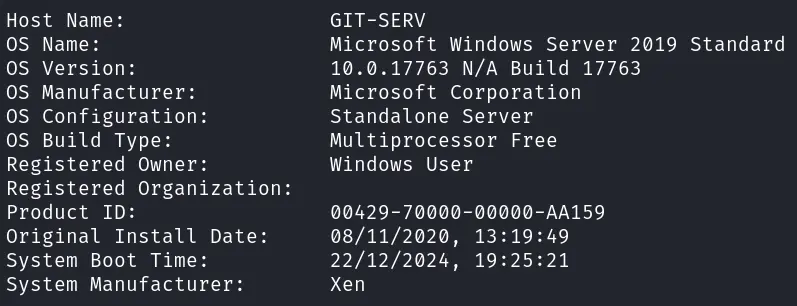 Host Name: GIT-SERV
OS Name: Microsoft Windows Server 2019 Standard
OS Version: 10.0.17763 N/A Build 17763
OS Manufacturer: Microsoft Corporation
OS Configuration: Standalone Server
OS Build Type: Multiprocessor Free
Registered Owner: Windows User
Registered Organization:
Product ID: 00429-70000-00000-AA159
Original Install Date: 08/11/2020, 13:19:49
System Boot Time: 22/12/2024, 19:25:21
System Manufacturer: Xen